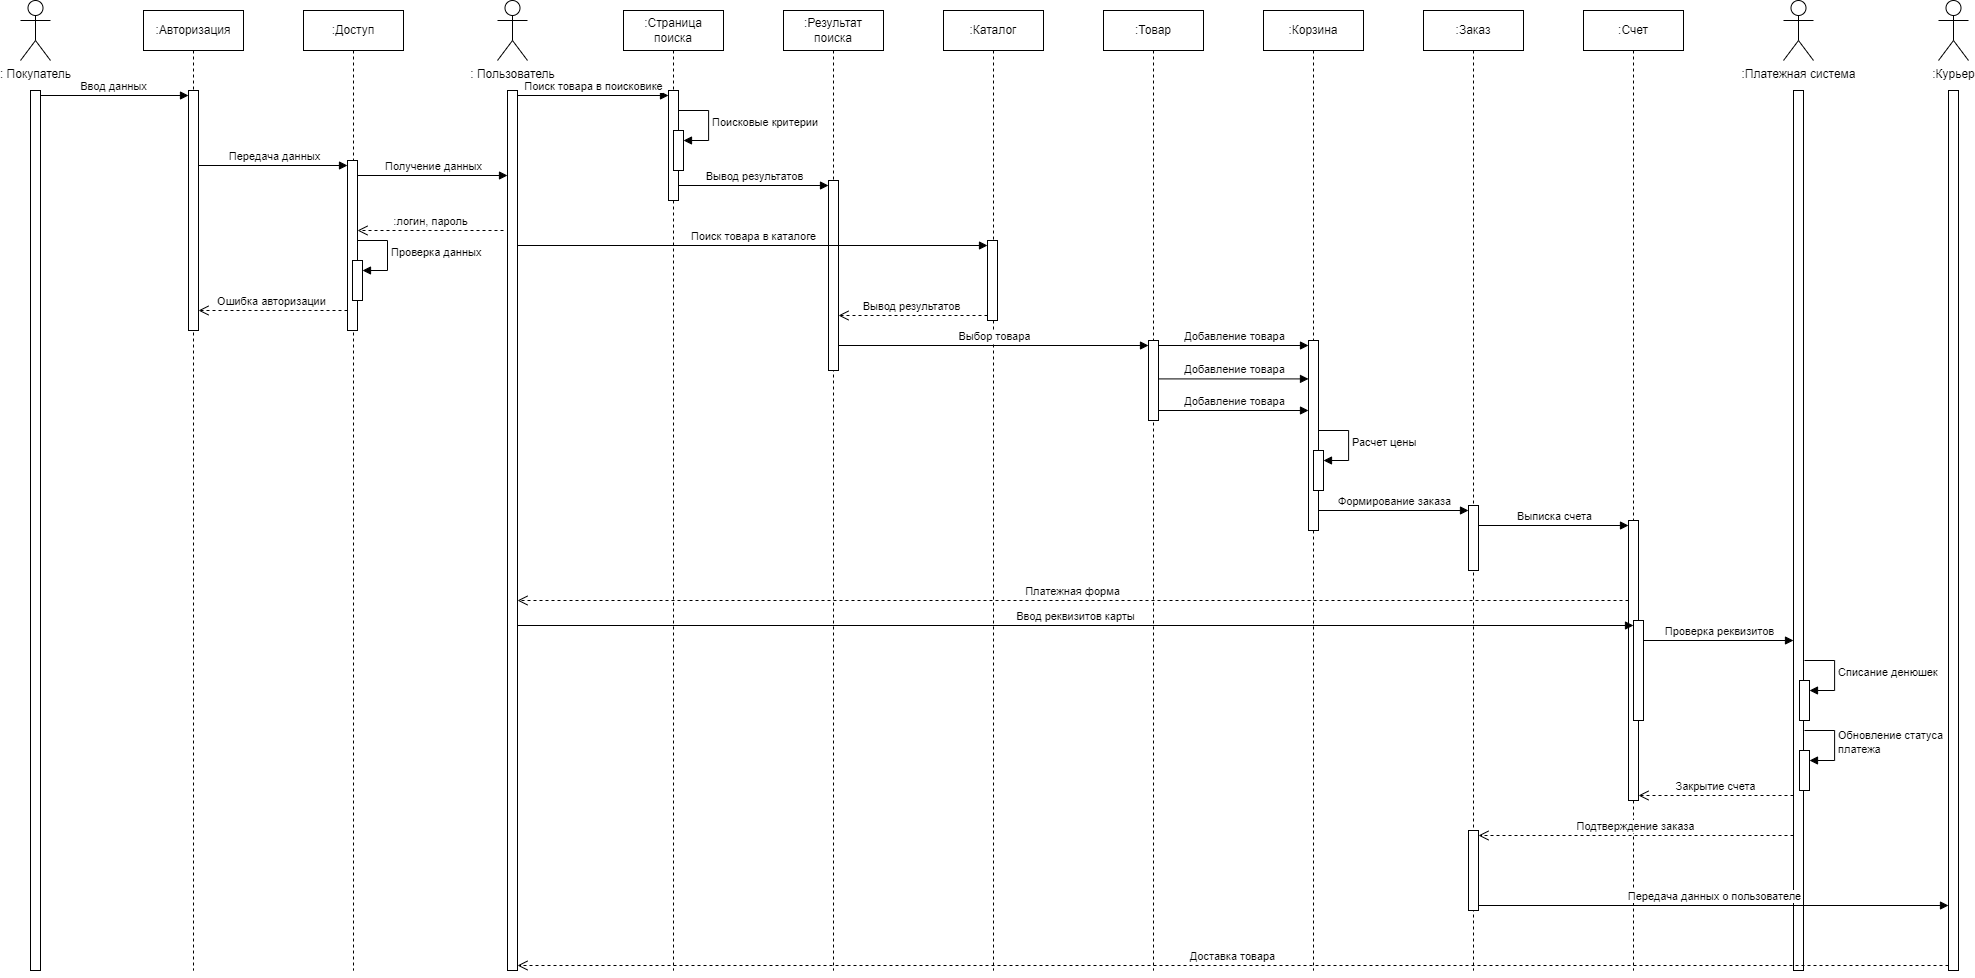 : Покупатель
:Авторизация
:Доступ
: Пользователь
:Страница
поиска
:Результат
поиска
:Каталог
:Товар
:Корзина
:Заказ
:Счет
:Платежная система
:Курьер
Ввод данных
Поиск товара в поисковике
Поисковые критерии
Передача данных
Получение данных
Вывод результатов
:логин, пароль
Поиск товара в каталоге
Проверка данных
Ошибка авторизации
Вывод результатов
Выбор товара
Добавление товара
Добавление товара
Добавление товара
Расчет цены
Формирование заказа
Выписка счета
Платежная форма
Ввод реквизитов карты
Проверка реквизитов
Списание денюшек
Обновление статуса
платежа
Закрытие счета
Подтверждение заказа
Передача данных о пользователе
Доставка товара